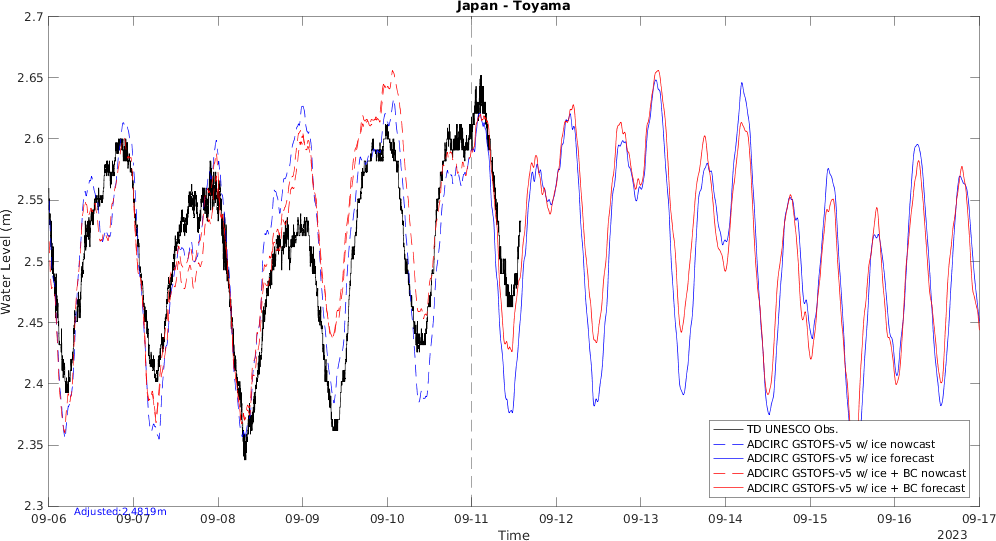 Japan - Toyama
Water Level (m)
2.7
2.65
2.6
2.55
2.5
2.45
2.4
2.35
2.3
TD UNESCO Obs.
ADCIRC GSTOFS-v5 w/ ice nowcast
ADCIRC GSTOFS-v5 w/ ice forecast
ADCIRC GSTOFS-v5 w/ ice + BC nowcast
ADCIRC GSTOFS-v5 w/ ice + BC forecast
Adjusted:2.4819m
09-06 09-07 09-08 09-09 09-10 09-11 09-12 09-13 09-14 09-15 09-16 09-17
Time
2023